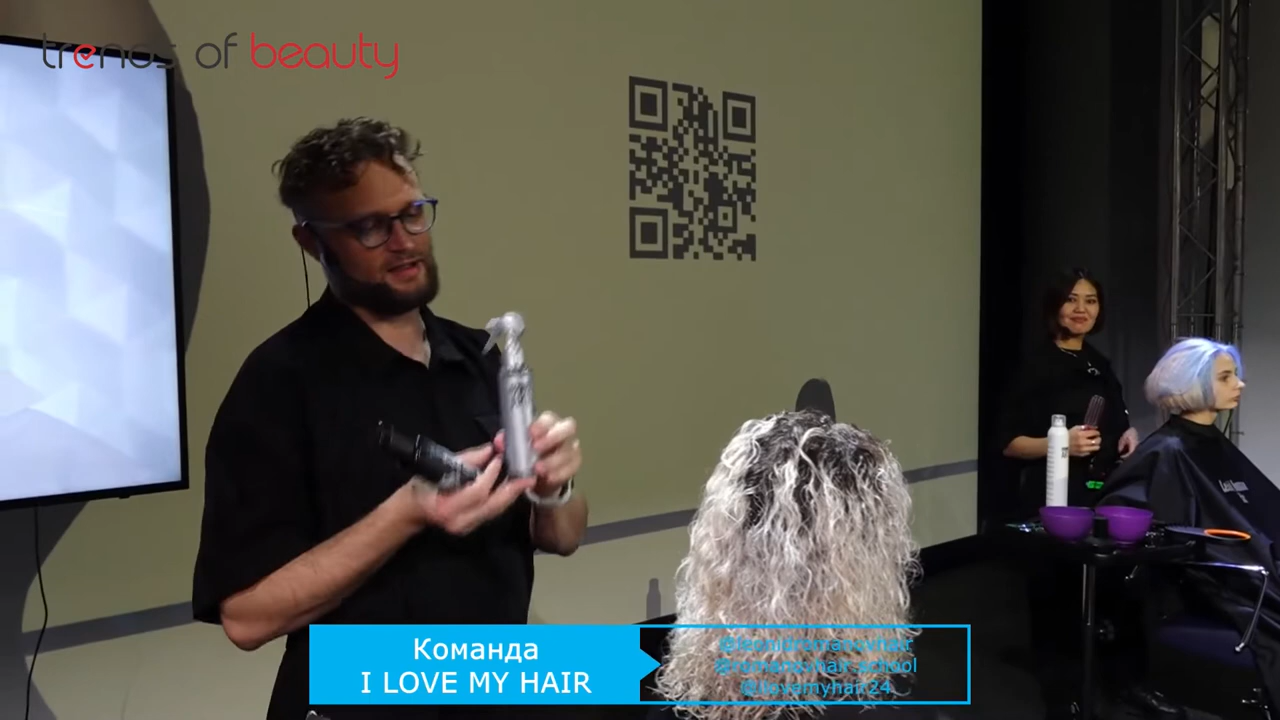 trends of beauty
Команда
I LOVE MY HAIR
@leonidromanovhair
@romanovhair_school
@ilovemyhair24